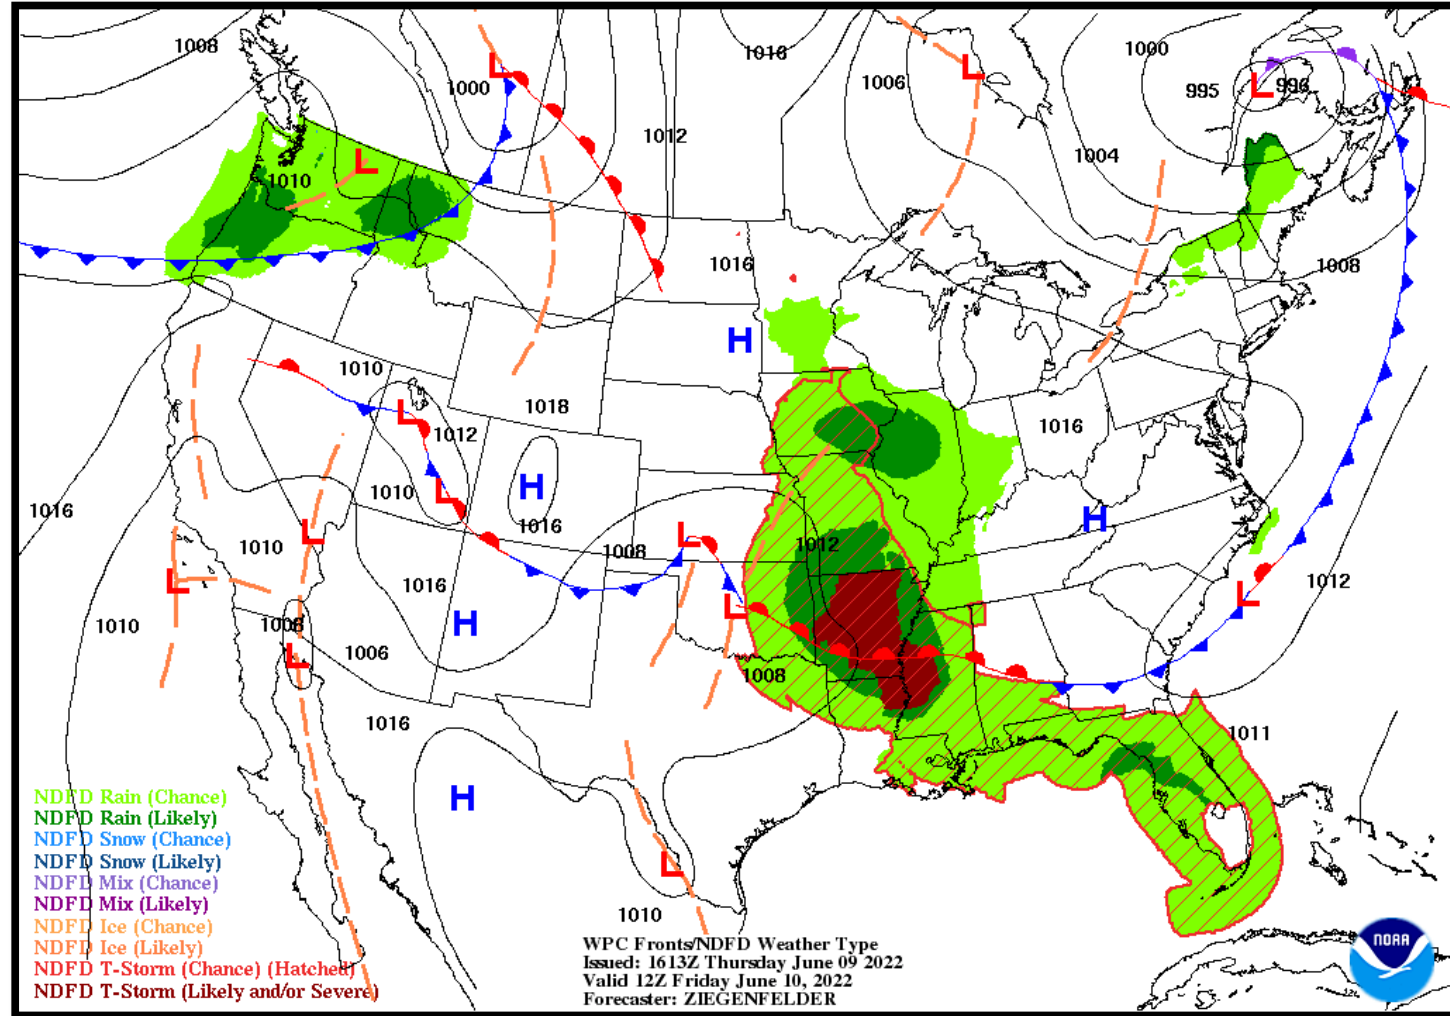 1008
1016
1000
995
996
1000
1006
1012
1004
1010
1016
1008
H
1010
1018
1012
1016
1010
H
1016
H
1016
1010
1008
1012
1012
1016
H
1010
1008
1006
1008
1016
1011
H
1010
L
L
L
L
L
L
L
L
L
L
L
L
L
NDFD Rain (Chance)
NDFD Rain (Likely)
NDFD Snow (Chance)
NDFD Snow (Likely)
NDFD Mix (Chance)
NDFD Mix (Likely)
NDFD Ice (Chance)
NDFD Ice (Likely)
NDFD T-Storm (Chance) (Hatched)
NDFD T-Storm (Likely and/or Severe)
WPC Fronts/NDFD Weather Type
Issued: 1613Z Thursday June 09 2022
Valid 12Z Friday June 10, 2022
Forecaster: ZIEGENFELDER
NOAA